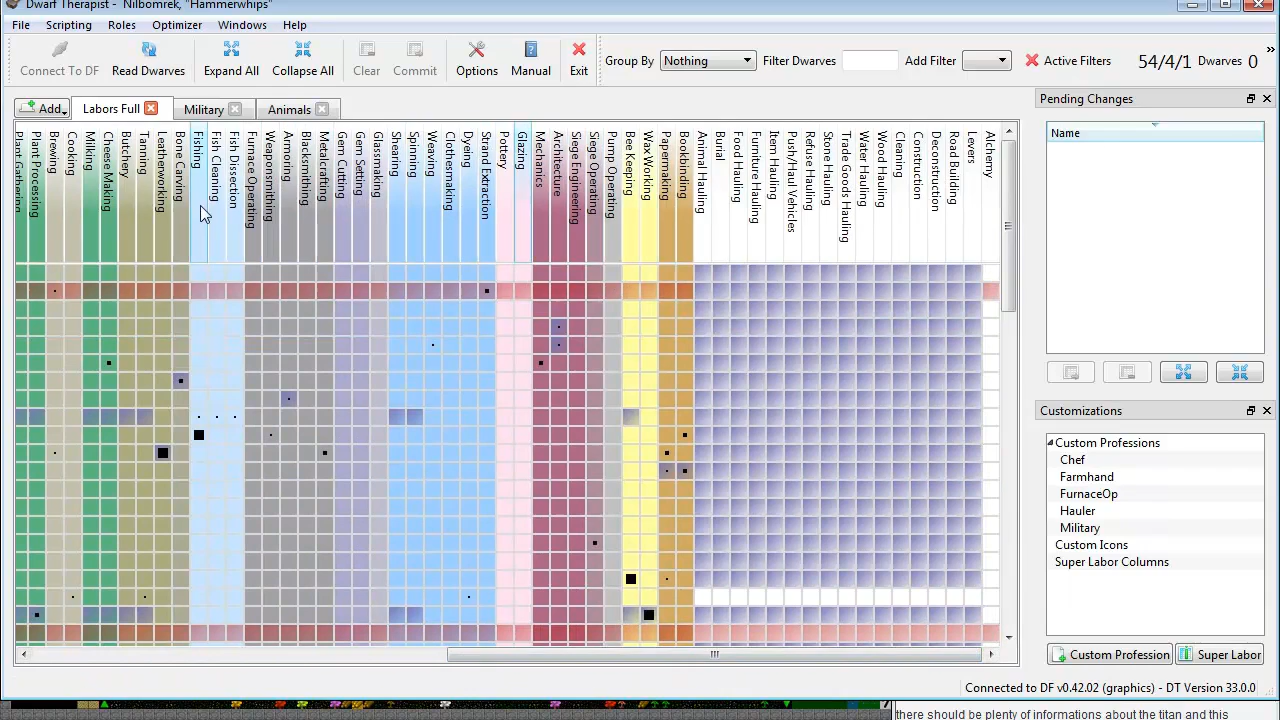 Dwarf Therapist - Nilbomrek, "Hammerwhips"
File Scripting Roles Optimizer Windows Help
Connect To DF Read Dwarves Expand All Collapse All Clear Commit Options Manual Exit Group By Nothing Filter Dwarves Add Filter Active Filters 54/4/1 Dwarves 0 »
Add... Labors Full Military Animals
Plant Gathering
Plant Processing
Brewing
Cooking
Milking
Cheese Making
Butchery
Tanning
Leatherworking
Bone Carving
Fishing
Fish Cleaning
Fish Dissection
Furnace Operating
Weaponsmithing
Armoring
Blacksmithing
Metalcrafting
Gem Cutting
Gem Setting
Glassmaking
Shearing
Spinning
Weaving
Clothesmaking
Dyeing
Strand Extraction
Pottery
Glazing
Mechanics
Architecture
Siege Engineering
Siege Operating
Pump Operating
Bee Keeping
Wax Working
Papermaking
Bookbinding
Animal Hauling
Burial
Food Hauling
Furniture Hauling
Item Hauling
Push/Haul Vehicles
Refuse Hauling
Stone Hauling
Trade Goods Hauling
Water Hauling
Wood Hauling
Cleaning
Construction
Deconstruction
Road Building
Levers
Alchemy
Pending Changes
Name
Customizations
Custom Professions
Chef
Farmhand
FurnaceOp
Hauler
Military
Custom Icons
Super Labor Columns
Custom Profession Super Labor
Connected to DF v0.42.02 (graphics) - DT Version 35.0.0
there should be plenty of informations about the titan and this